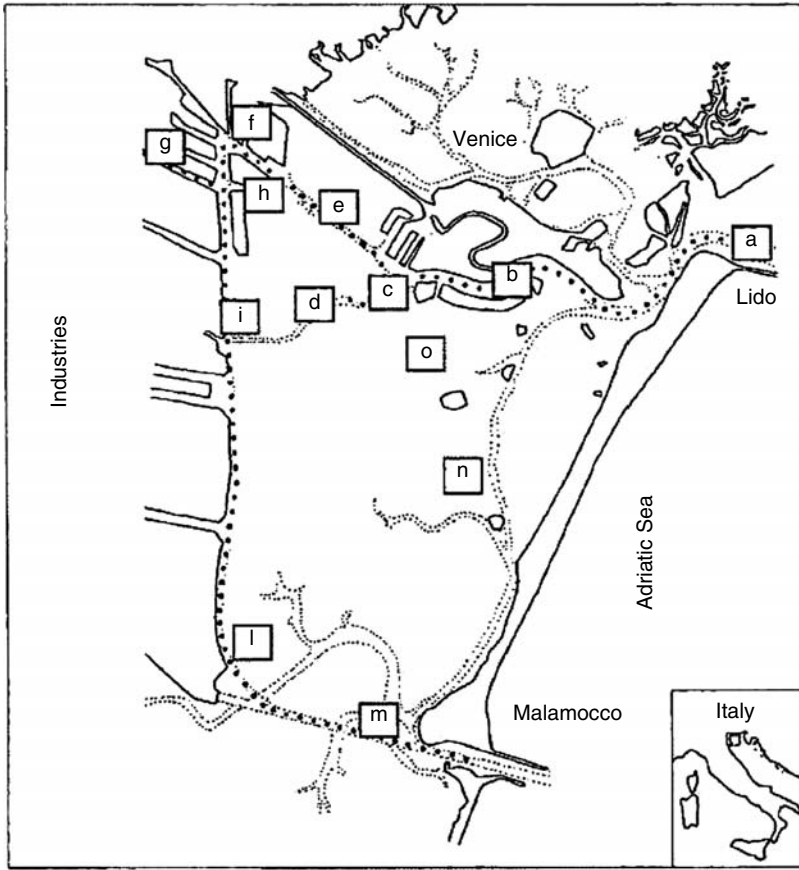 f
g
Venice
h
e
a
b
c
Lido
d
i
o
Industries
n
Adriatic Sea
l
m
Malamocco
Italy